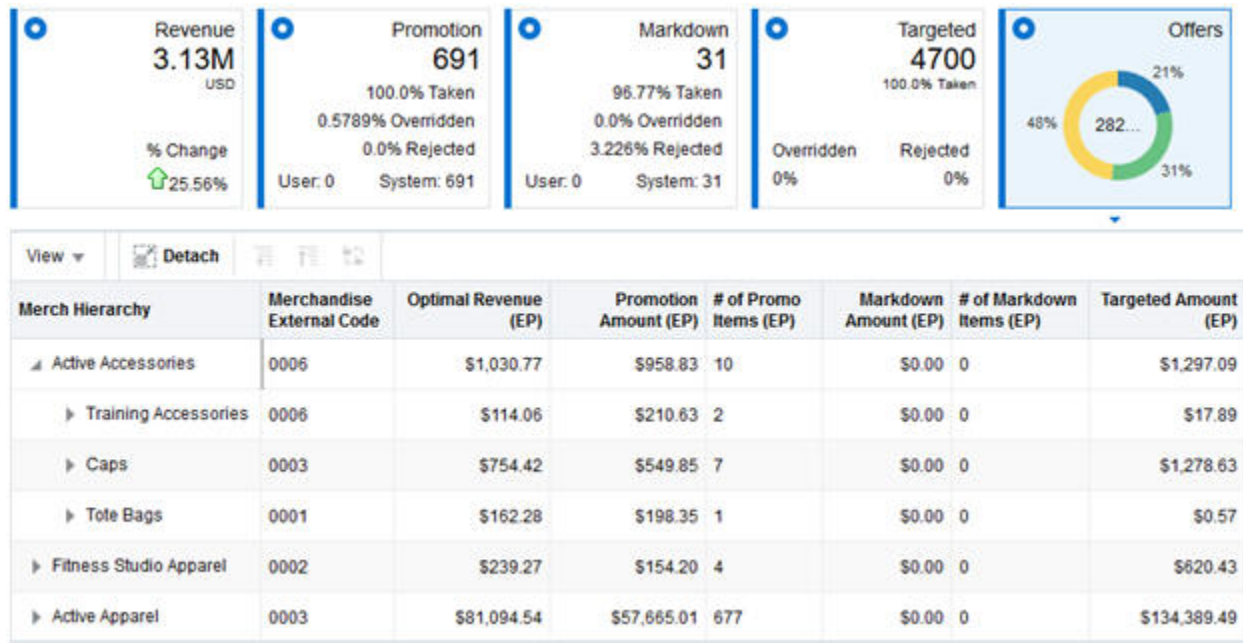 Revenue
3.13M
USD
% Change
25.56%
Promotion
691
100.0% Taken
0.5789% Overridden
0.0% Rejected
User: 0 System: 691
Markdown
31
96.77% Taken
0.0% Overridden
3.226% Rejected
User: 0 System: 31
Targeted
4700
100.0% Taken
Overridden Rejected
0% 0%
Offers
21%
48% 282...
31%
View Detach
Merch Hierarchy Merchandise External Code Optimal Revenue (EP) Promotion Amount (EP) # of Promo Items (EP) Markdown Amount (EP) # of Markdown Items (EP) Targeted Amount (EP)
Active Accessories 0006 $1,030.77 $958.83 10 $0.00 0 $1,297.09
Training Accessories 0006 $114.06 $210.63 2 $0.00 0 $17.89
Caps 0003 $754.42 $549.85 7 $0.00 0 $1,278.63
Tote Bags 0001 $162.28 $198.35 1 $0.00 0 $0.57
Fitness Studio Apparel 0002 $239.27 $154.20 4 $0.00 0 $620.43
Active Apparel 0003 $81,094.54 $57,665.01 677 $0.00 0 $134,389.49